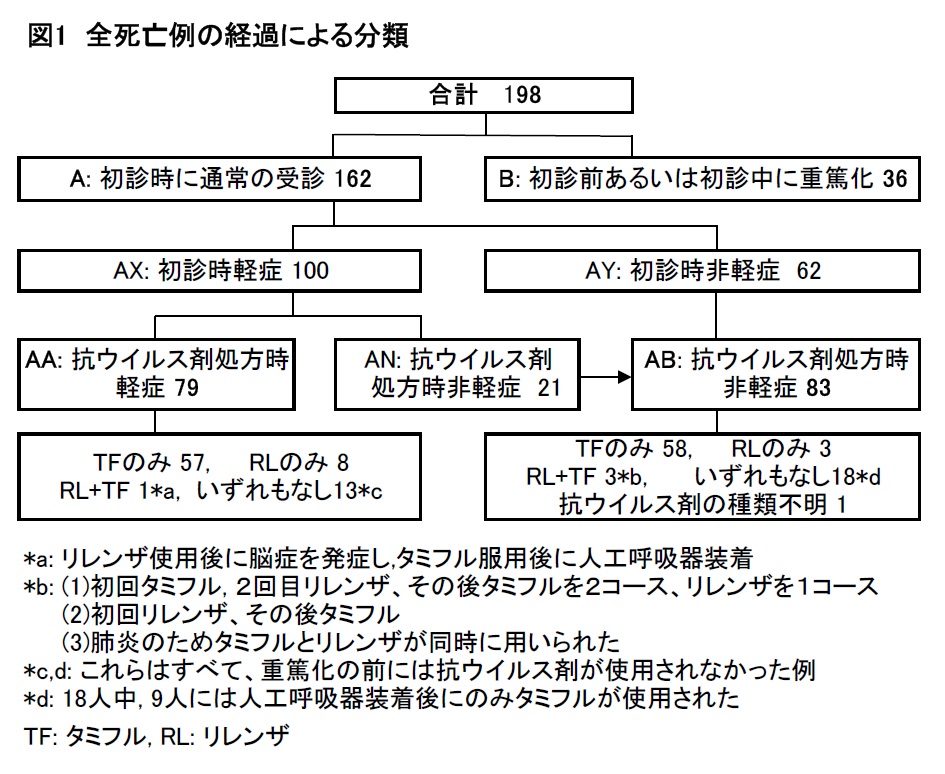 図1 全死亡例の経過による分類
合計 198
A: 初診時に通常の受診 162
B: 初診前あるいは初診中に重篤化 36
AX: 初診時軽症 100
AY: 初診時非軽症 62
AA: 抗ウイルス剤処方時
軽症 79
AN: 抗ウイルス剤
処方時非軽症 21
AB: 抗ウイルス剤処方時
非軽症 83
TFのみ 57, RLのみ 8
RL+TF 1*a, いずれもなし13*c
TFのみ 58, RLのみ 3
RL+TF 3*b, いずれもなし18*d
抗ウイルス剤の種類不明 1
*a: リレンザ使用後に脳症を発症し,タミフル服用後に人工呼吸器装着
*b: (1)初回タミフル, 2回目リレンザ、その後タミフルを2コース、リレンザを1コース
(2)初回リレンザ、その後タミフル
(3)肺炎のためタミフルとリレンザが同時に用いられた
*c,d: これらはすべて、重篤化の前には抗ウイルス剤が使用されなかった例
*d: 18人中, 9人には人工呼吸器装着後にのみタミフルが使用された
TF: タミフル, RL: リレンザ